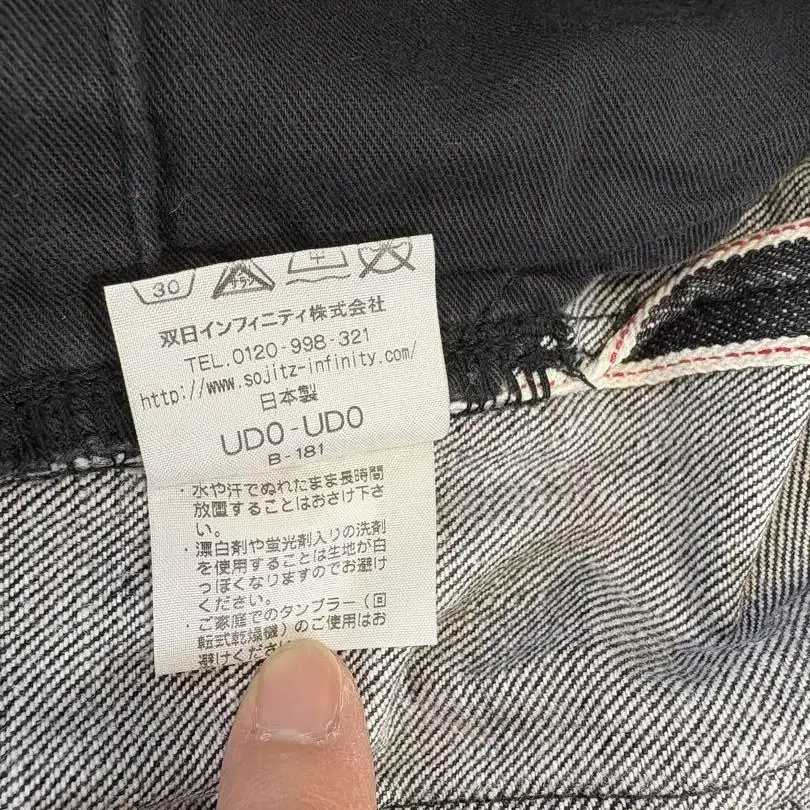 30
双日インフィニティ株式会社
TEL.0120-998-321
http://www.sojitz-infinity.com/
日本製
UDO-UDO
B-181
・水や汗でぬれたまま長時間
放置することはおさけ下さ
い。
・漂白剤や蛍光剤入りの洗剤
を使用することは生地が白
っぽくなりますのでお避け
ください。
・ご家庭でのタンブラー（回
転式乾燥機）のご使用はお
避けくださ